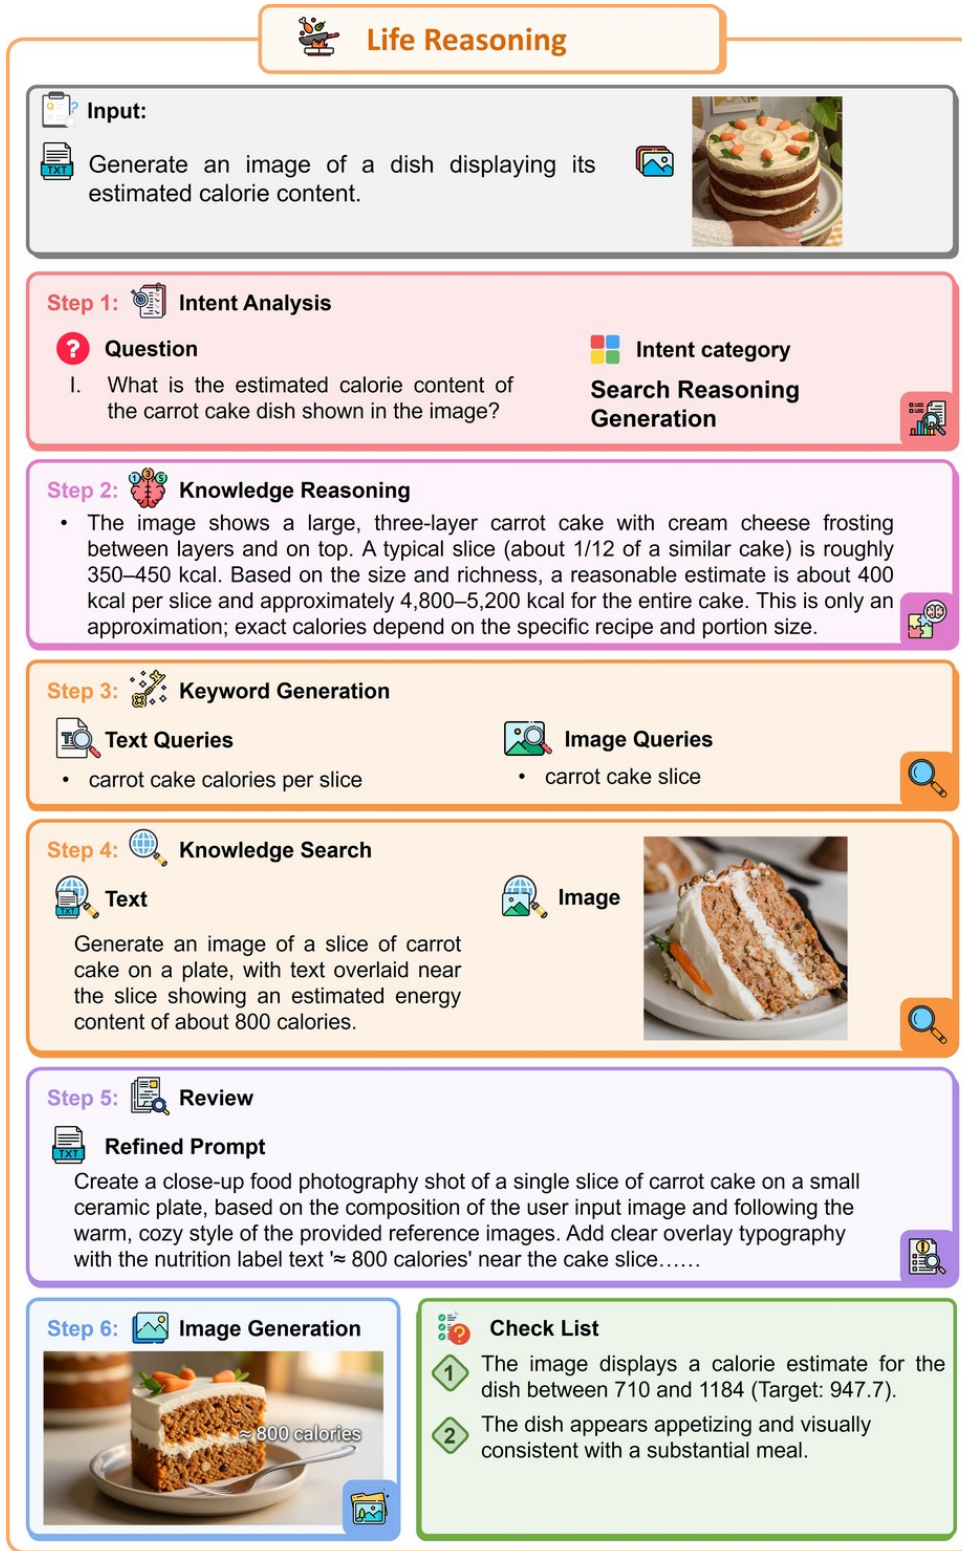 Life Reasoning
Input:
TXT
Generate an image of a dish displaying its
estimated calorie content.
Step 1:
Intent Analysis
Question
I. What is the estimated calorie content of
the carrot cake dish shown in the image?
Intent category
Search Reasoning
Generation
Step 2:
Knowledge Reasoning
• The image shows a large, three-layer carrot cake with cream cheese frosting
between layers and on top. A typical slice (about 1/12 of a similar cake) is roughly
350–450 kcal. Based on the size and richness, a reasonable estimate is about 400
kcal per slice and approximately 4,800–5,200 kcal for the entire cake. This is only an
approximation; exact calories depend on the specific recipe and portion size.
Step 3:
Keyword Generation
Text Queries
• carrot cake calories per slice
Image Queries
• carrot cake slice
Step 4:
Knowledge Search
TXT
Text
Generate an image of a slice of carrot
cake on a plate, with text overlaid near
the slice showing an estimated energy
content of about 800 calories.
Image
Step 5:
Review
TXT
Refined Prompt
Create a close-up food photography shot of a single slice of carrot cake on a small
ceramic plate, based on the composition of the user input image and following the
warm, cozy style of the provided reference images. Add clear overlay typography
with the nutrition label text '≈ 800 calories' near the cake slice……
Step 6:
Image Generation
≈ 800 calories
Check List
1 The image displays a calorie estimate for the
dish between 710 and 1184 (Target: 947.7).
2 The dish appears appetizing and visually
consistent with a substantial meal.